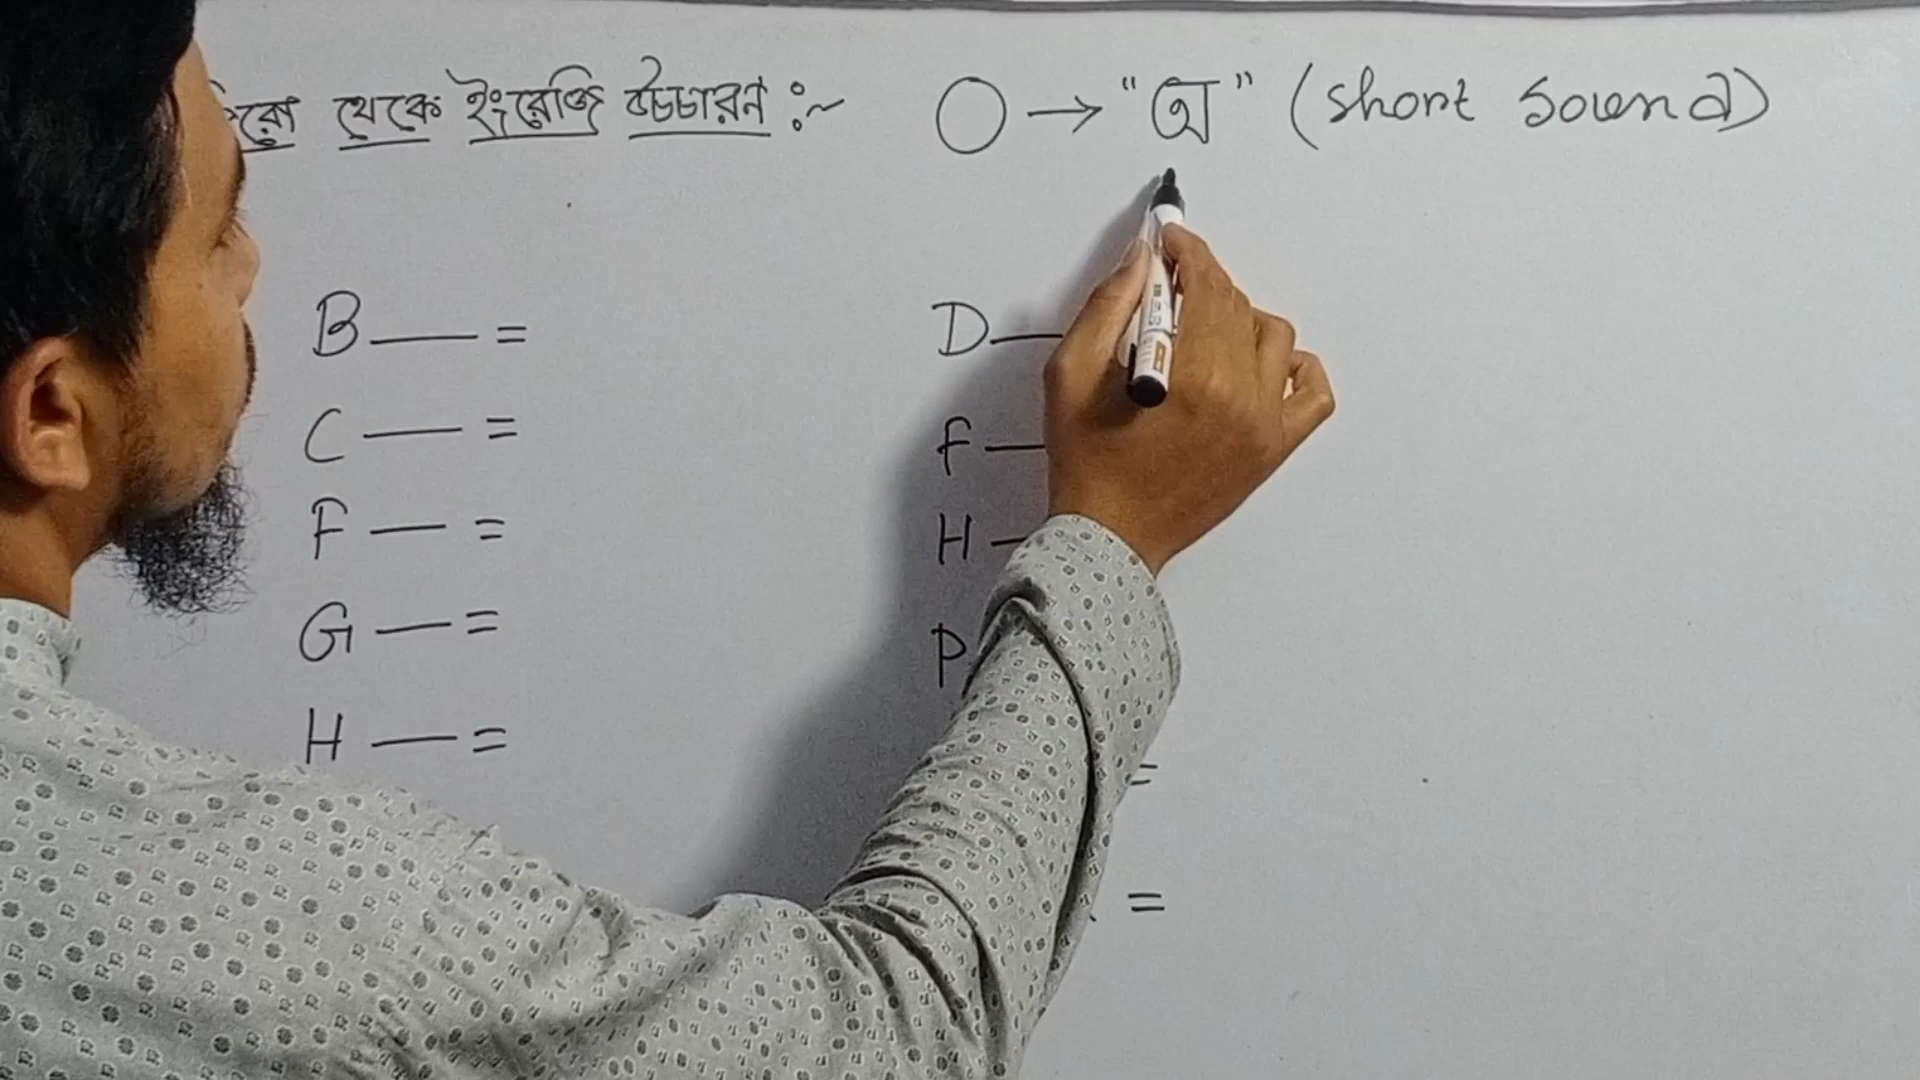 থেকে ইংরেজি উচ্চারন :~ O → "অ" (short sound)
B — =
D —
C — =
F —
F — =
H —
G — =
P
H — =
=
=